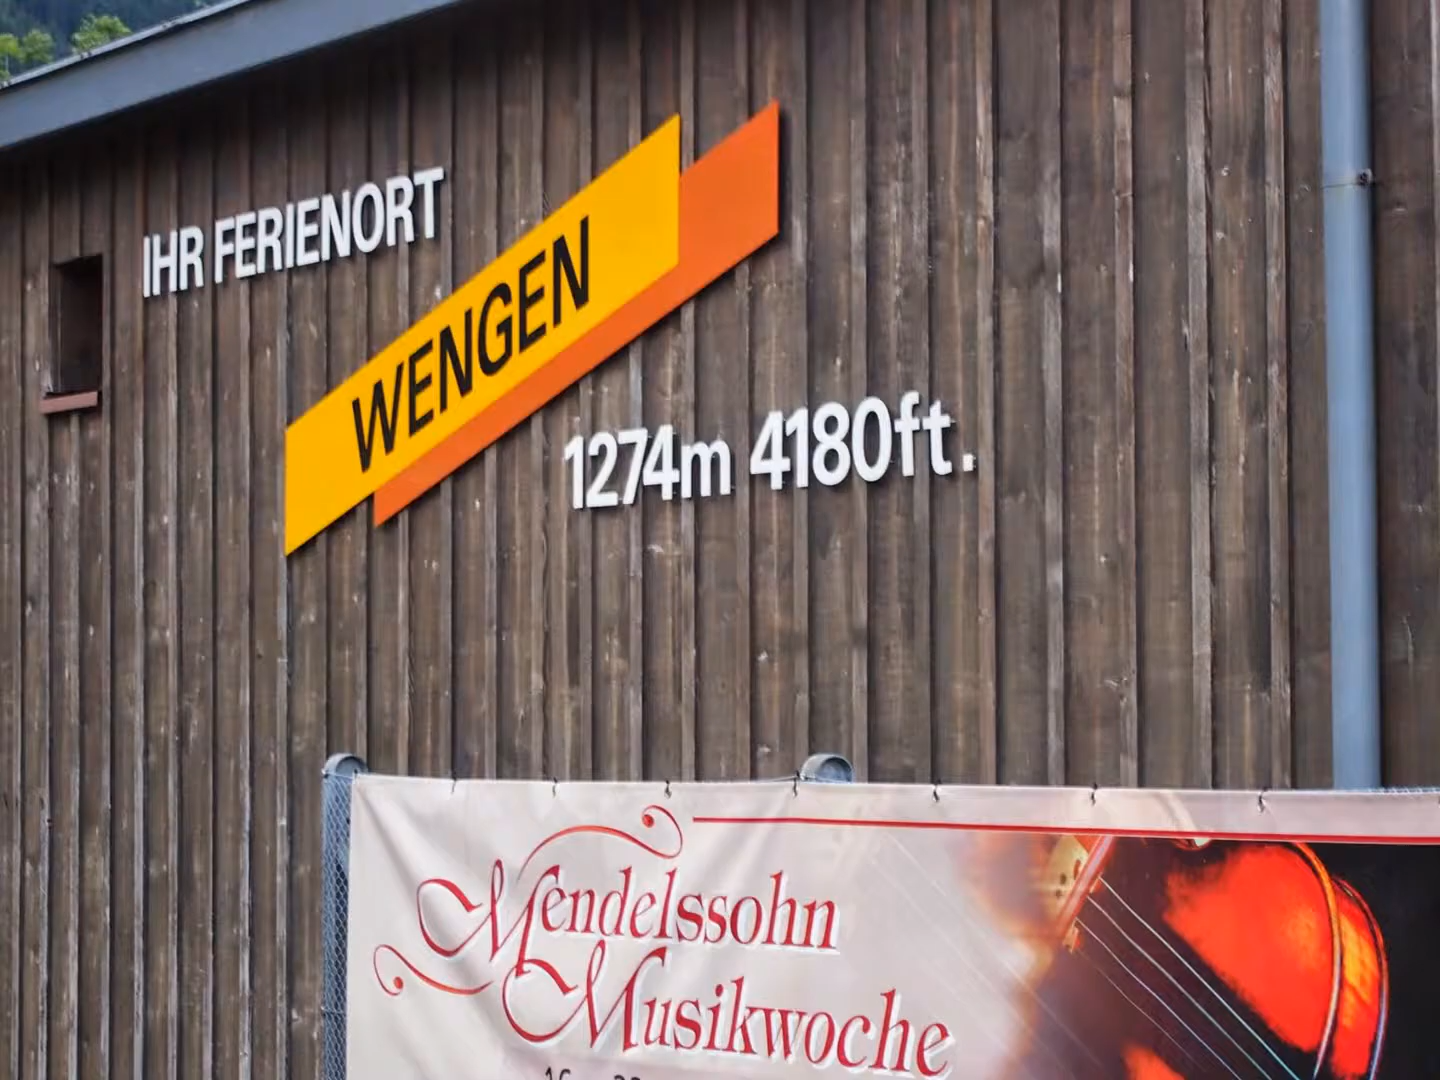 IHR FERIENORT
WENGEN
1274m 4180ft.
Mendelssohn
Musikwoche